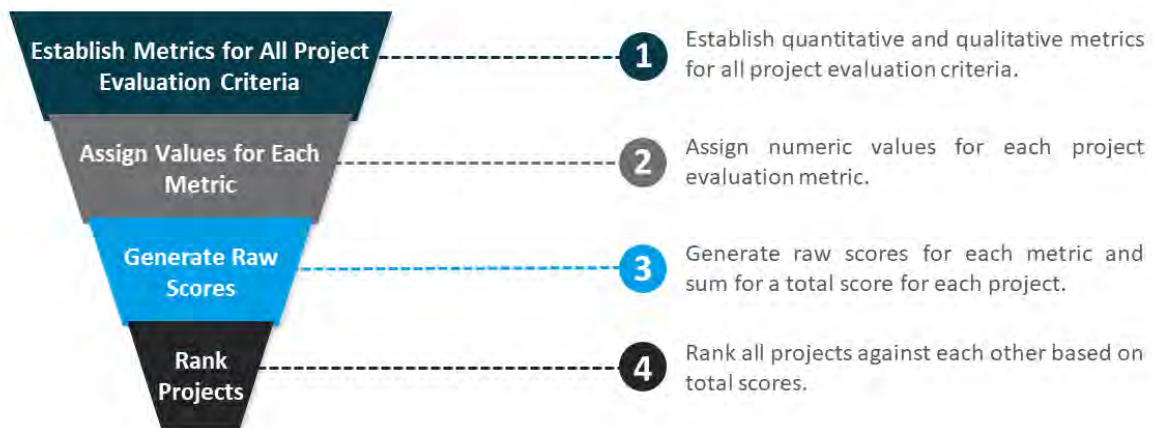 Establish Metrics for All Project
Evaluation Criteria
1
Establish quantitative and qualitative metrics
for all project evaluation criteria.
Assign Values for Each
Metric
2
Assign numeric values for each project
evaluation metric.
Generate Raw
Scores
3
Generate raw scores for each metric and
sum for a total score for each project.
Rank
Projects
4
Rank all projects against each other based on
total scores.